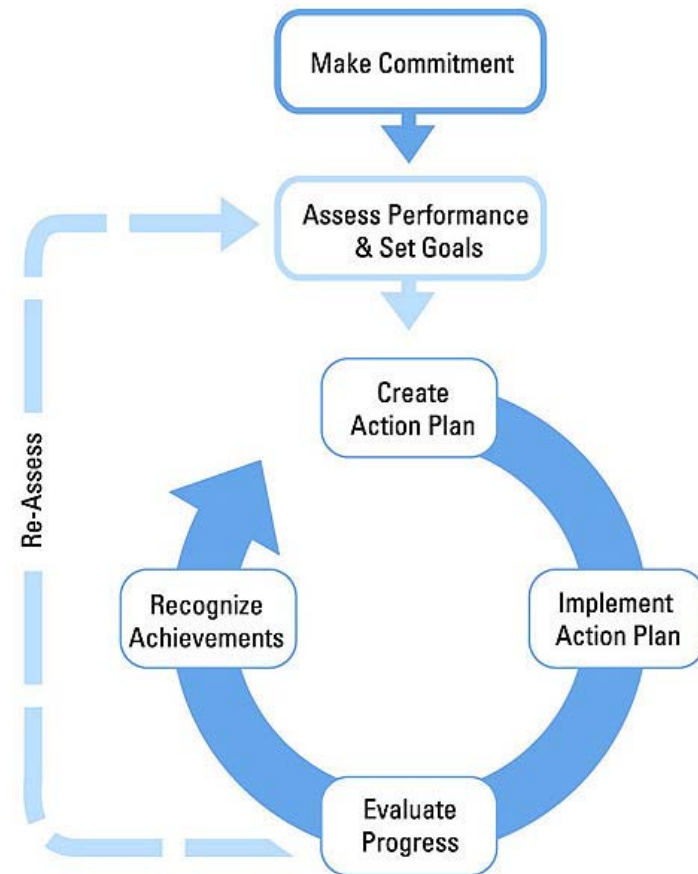 Make Commitment
Assess Performance
& Set Goals
Create
Action Plan
Implement
Action Plan
Evaluate
Progress
Recognize
Achievements
Re-Assess